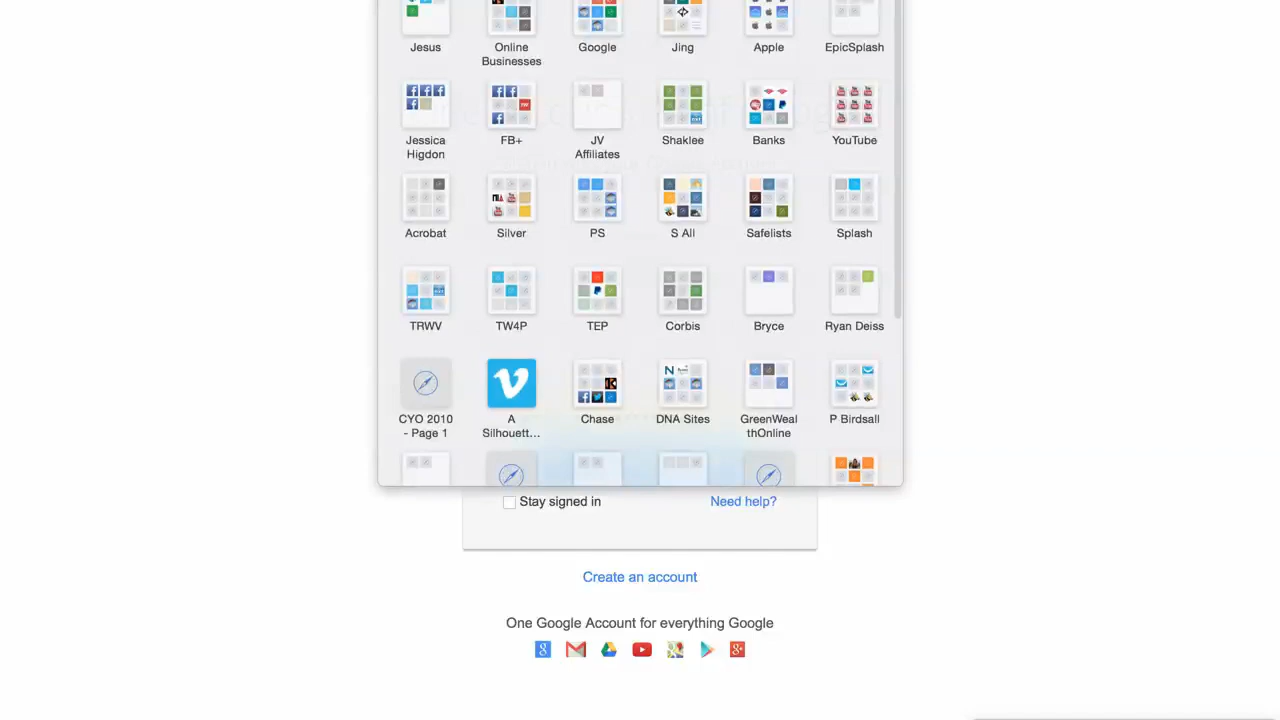 Jesus
Online
Businesses
Google
Jing
Apple
EpicSplash
Jessica
Higdon
FB+
JV
Affiliates
Shaklee
Banks
YouTube
Acrobat
Silver
PS
S All
Safelists
Splash
TRWV
TW4P
TEP
Corbis
Bryce
Ryan Deiss
CYO 2010
- Page 1
A
Silhouett...
Chase
DNA Sites
GreenWeal
thOnline
P Birdsall
Stay signed in
Need help?
Create an account
One Google Account for everything Google